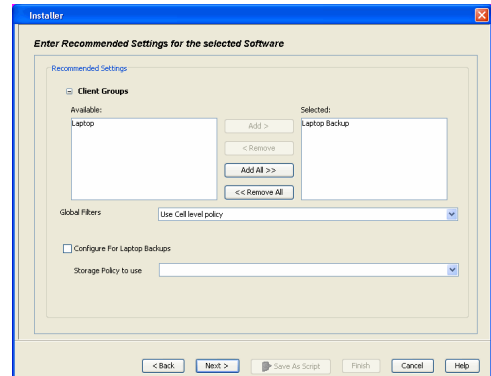 Installer
Enter Recommended Settings for the selected Software
Recommended Settings
Client Groups
Available:
Selected:
Laptop
Laptop Backup
Add >
< Remove
Add All >>
<< Remove All
Global Filters
Use Cell level policy
Configure For Laptop Backups
Storage Policy to use
< Back
Next >
Save As Script
Finish
Cancel
Help